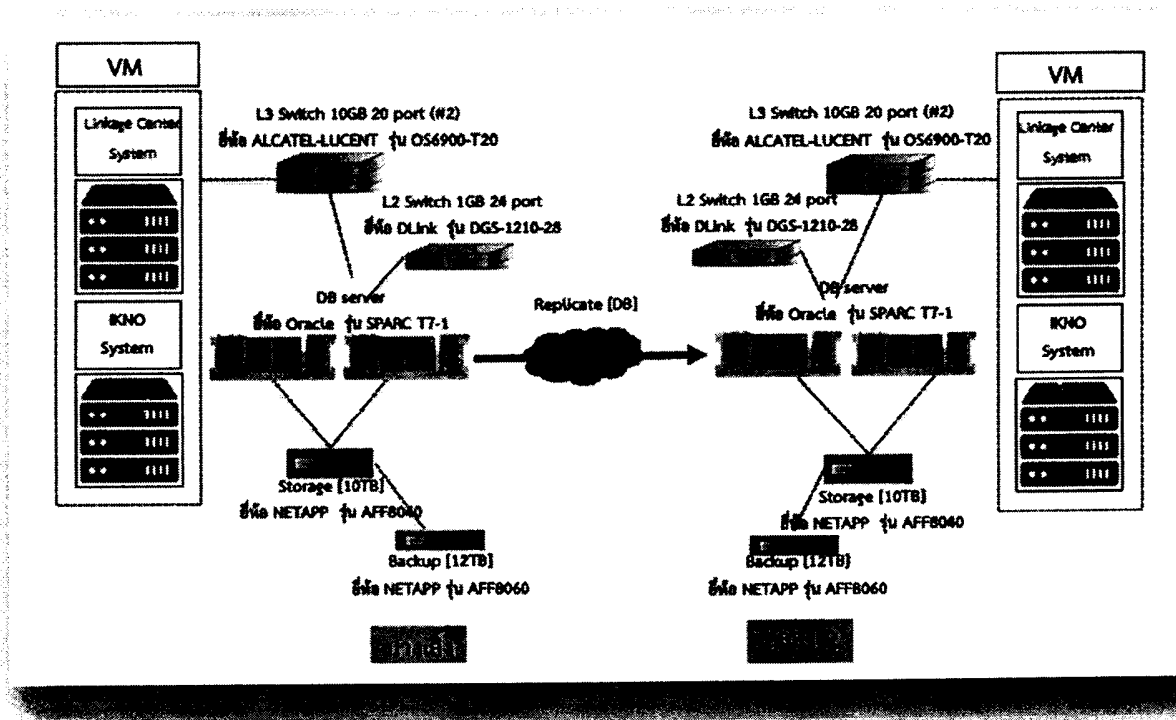 VM
Linkage Center
System
IKNO
System
L3 Switch 10GB 20 port (#2)
ยี่ห้อ ALCATEL-LUCENT รุ่น OS6900-T20
L2 Switch 1GB 24 port
ยี่ห้อ DLink รุ่น DGS-1210-28
DB server
ยี่ห้อ Oracle รุ่น SPARC T7-1
Storage [10TB]
ยี่ห้อ NETAPP รุ่น AFF8040
Backup [12TB]
ยี่ห้อ NETAPP รุ่น AFF8060
Replicate [DB]
L3 Switch 10GB 20 port (#2)
ยี่ห้อ ALCATEL-LUCENT รุ่น OS6900-T20
L2 Switch 1GB 24 port
ยี่ห้อ DLink รุ่น DGS-1210-28
DB server
ยี่ห้อ Oracle รุ่น SPARC T7-1
Storage [10TB]
ยี่ห้อ NETAPP รุ่น AFF8040
Backup [12TB]
ยี่ห้อ NETAPP รุ่น AFF8060
VM
Linkage Center
System
IKNO
System